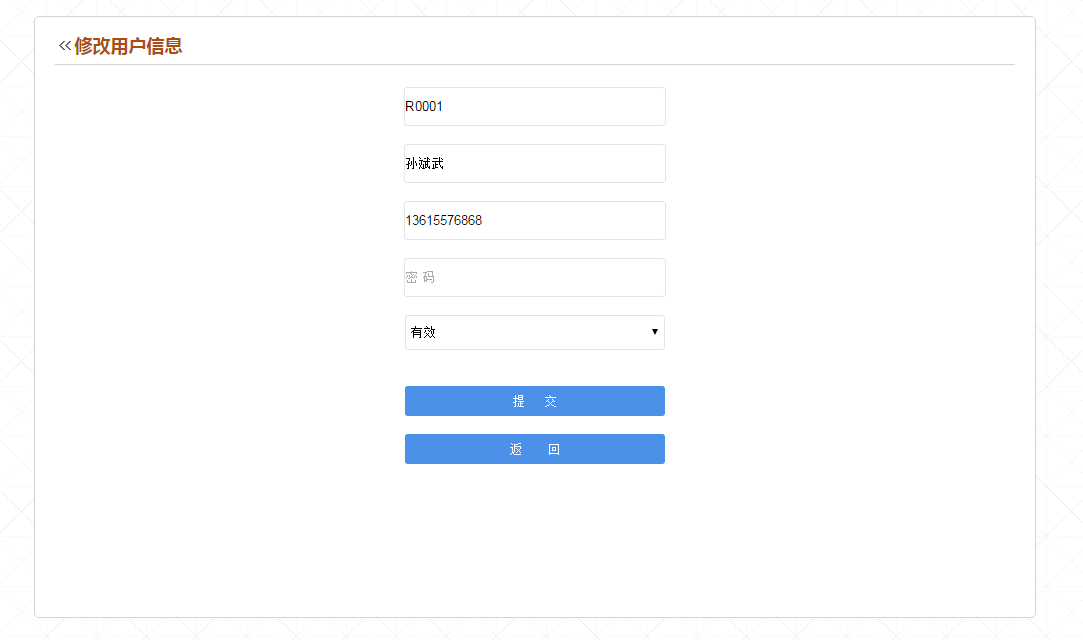 «修改用户信息
R0001
孙斌武
13615576868
密 码
有效 ▼
提 交
返 回